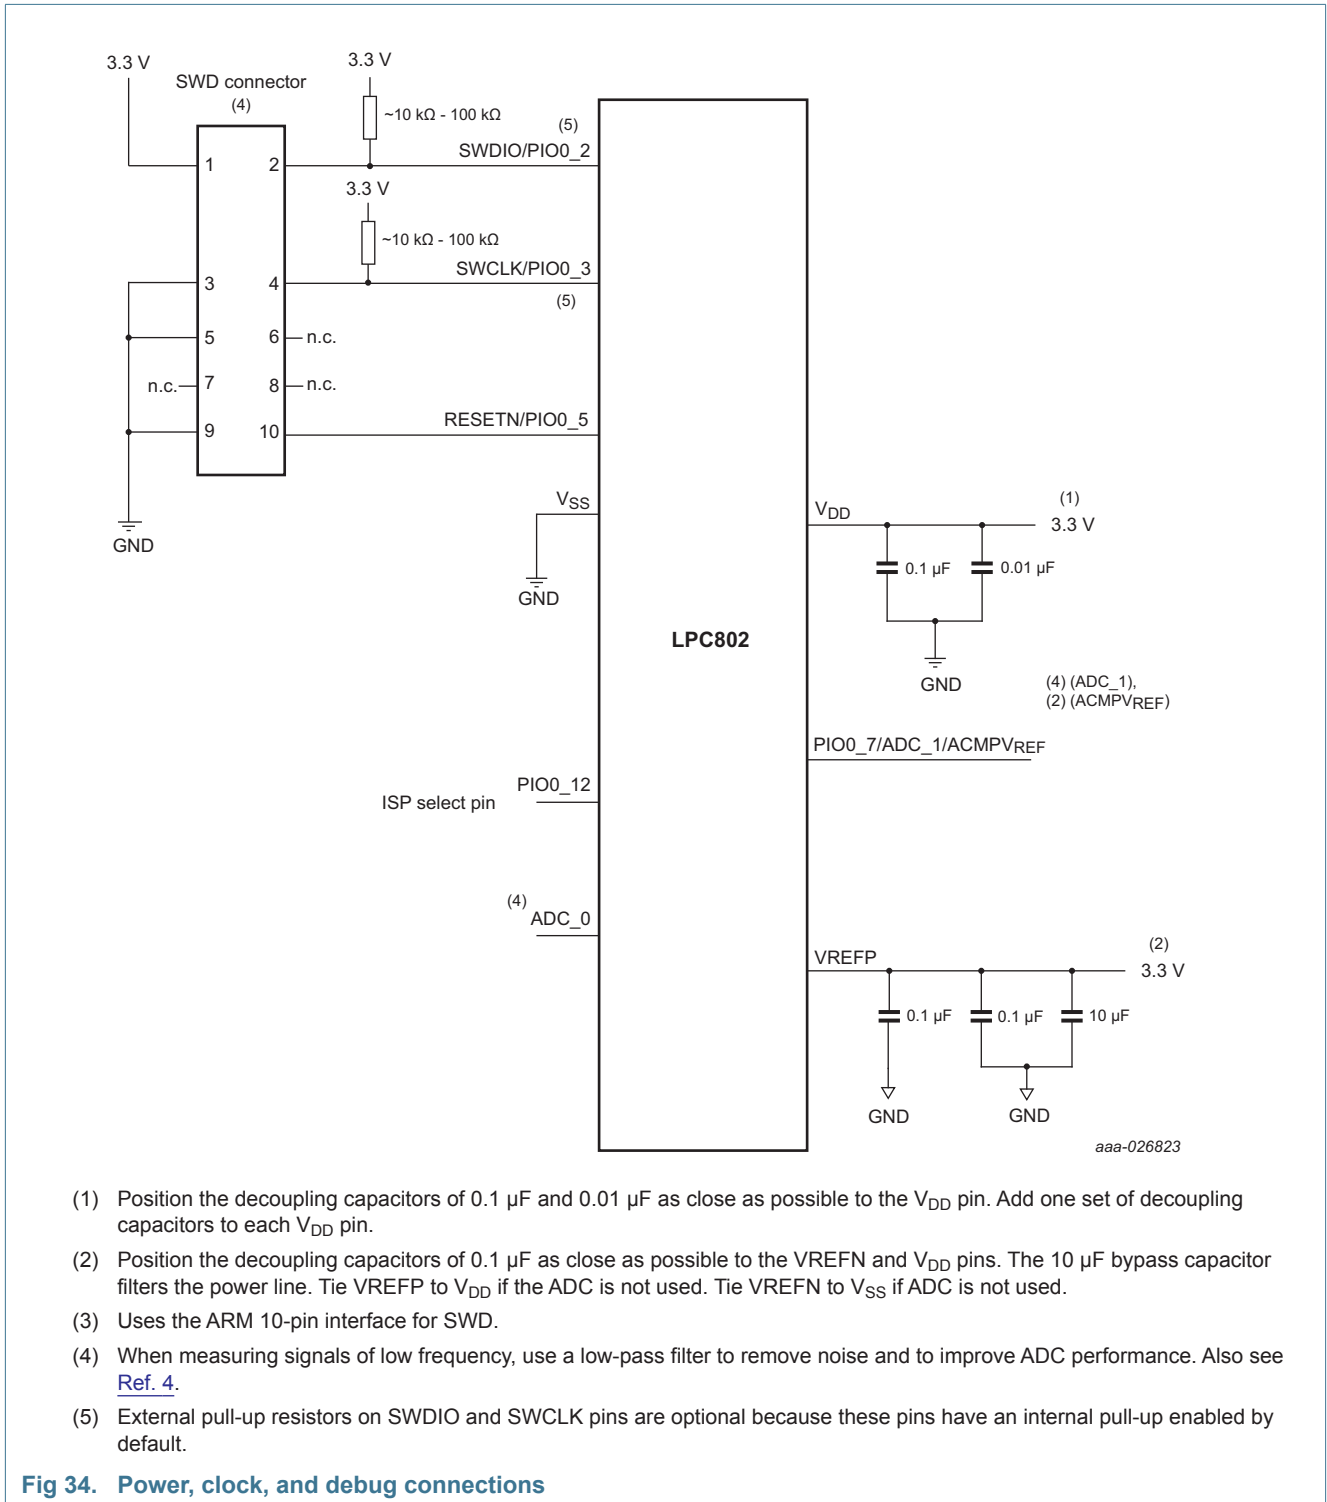 3.3 V
SWD connector
(4)
3.3 V
~10 kΩ - 100 kΩ
(5)
SWDIO/PIO0_2
1
2
3.3 V
~10 kΩ - 100 kΩ
SWCLK/PIO0_3
(5)
3
4
5
6
n.c.
n.c.
7
8
n.c.
RESETN/PIO0_5
9
10
GND
VSS
GND
VDD
(1)
3.3 V
0.1 µF
0.01 µF
GND
LPC802
(4) (ADC_1),
(2) (ACMPVREF)
PIO0_7/ADC_1/ACMPVREF
ISP select pin
PIO0_12
(4)
ADC_0
VREFP
(2)
3.3 V
0.1 µF
0.1 µF
10 µF
GND
GND
aaa-026823
(1) Position the decoupling capacitors of 0.1 µF and 0.01 µF as close as possible to the VDD pin. Add one set of decoupling
capacitors to each VDD pin.
(2) Position the decoupling capacitors of 0.1 µF as close as possible to the VREFN and VDD pins. The 10 µF bypass capacitor
filters the power line. Tie VREFP to VDD if the ADC is not used. Tie VREFN to VSS if ADC is not used.
(3) Uses the ARM 10-pin interface for SWD.
(4) When measuring signals of low frequency, use a low-pass filter to remove noise and to improve ADC performance. Also see
Ref. 4.
(5) External pull-up resistors on SWDIO and SWCLK pins are optional because these pins have an internal pull-up enabled by
default.
Fig 34. Power, clock, and debug connections